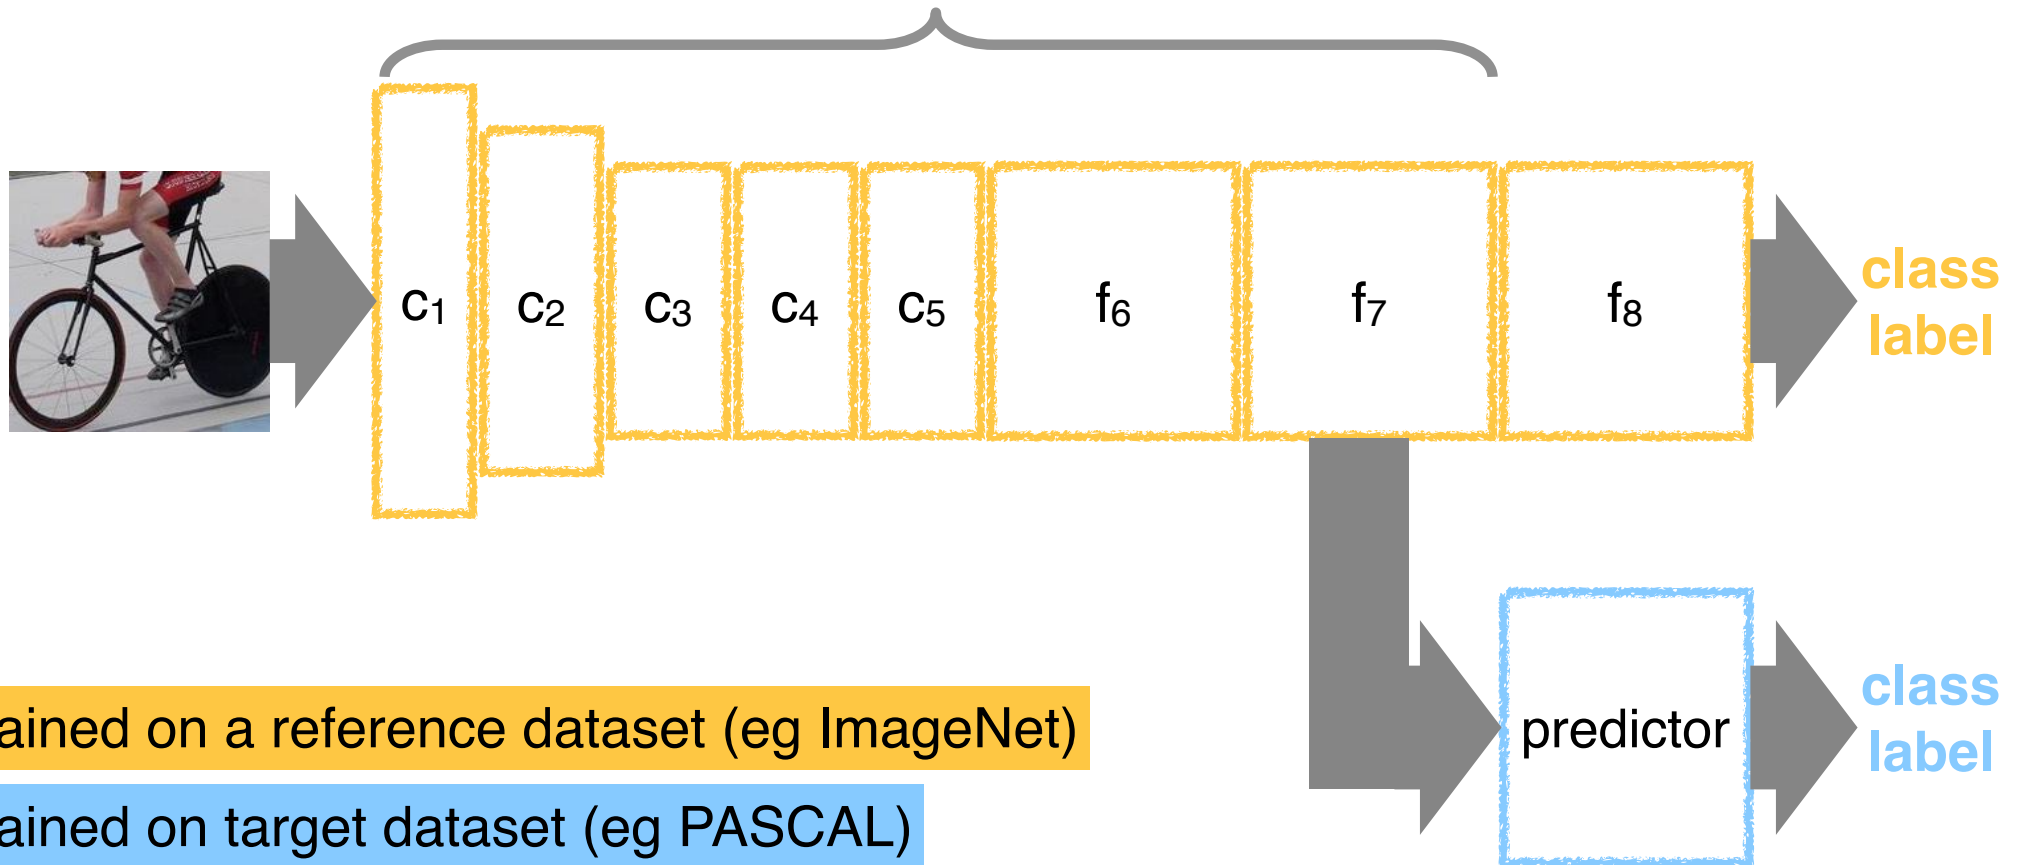 c1 c2 c3 c4 c5 f6 f7 f8
class
label
predictor
class
label
ained on a reference dataset (eg ImageNet)
ained on target dataset (eg PASCAL)